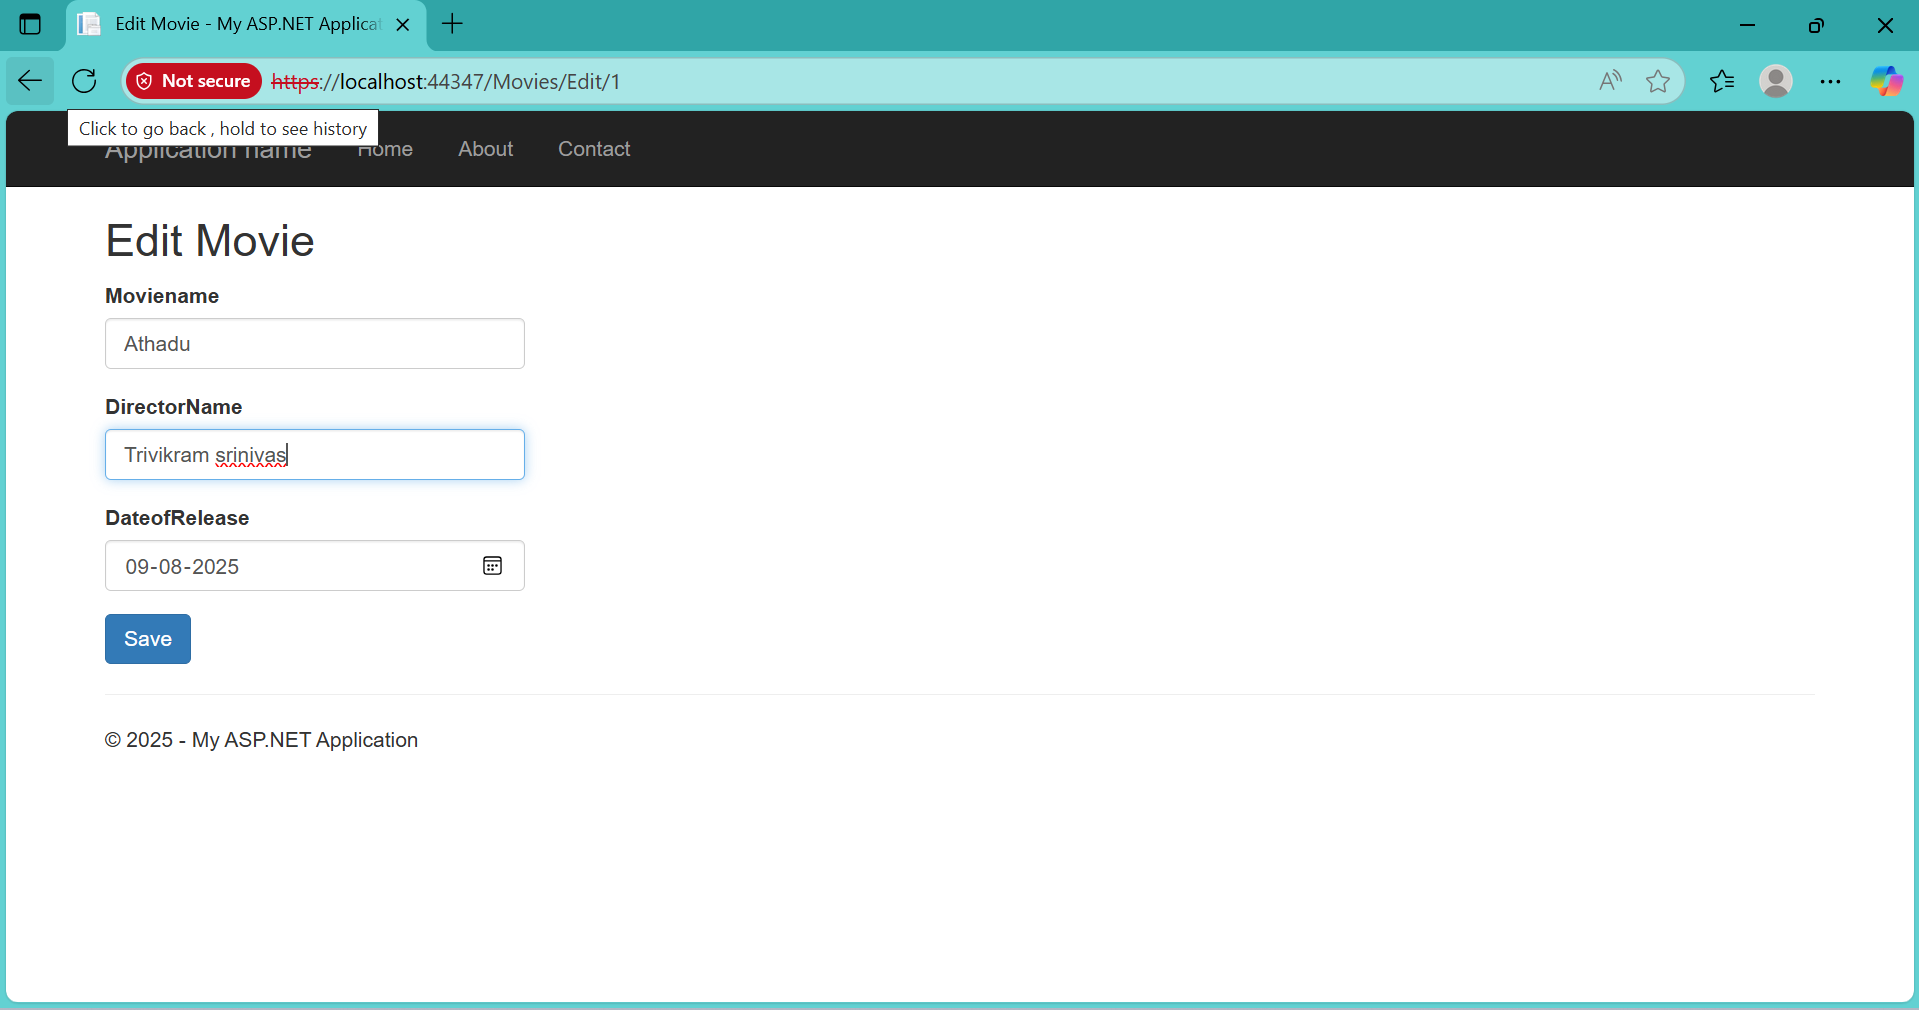 Edit Movie - My ASP.NET Applicat
Not secure https://localhost:44347/Movies/Edit/1
Click to go back , hold to see history
Application name Home About Contact
Edit Movie
Moviename
Athadu
DirectorName
Trivikram srinivas
DateofRelease
09-08-2025
Save
© 2025 - My ASP.NET Application